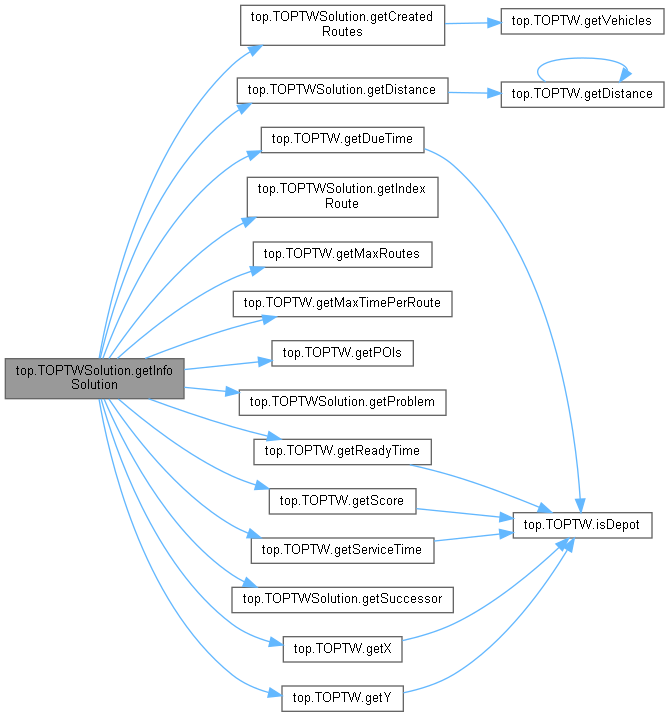 top.TOPTWSolution.getInfo
Solution
top.TOPTWSolution.getCreated
Routes
top.TOPTW.getVehicles
top.TOPTWSolution.getDistance
top.TOPTW.getDistance
top.TOPTW.getDueTime
top.TOPTWSolution.getIndex
Route
top.TOPTW.getMaxRoutes
top.TOPTW.getMaxTimePerRoute
top.TOPTW.getPOIs
top.TOPTWSolution.getProblem
top.TOPTW.getReadyTime
top.TOPTW.getScore
top.TOPTW.isDepot
top.TOPTW.getServiceTime
top.TOPTWSolution.getSuccessor
top.TOPTW.getX
top.TOPTW.getY